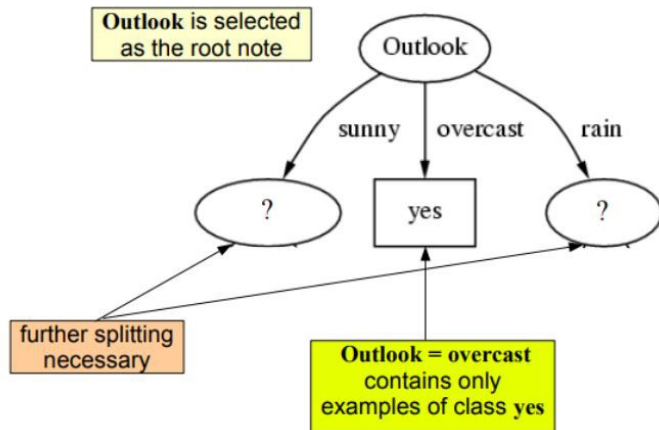 Outlook is selected
as the root note
Outlook
sunny
overcast
rain
?
yes
?
further splitting
necessary
Outlook = overcast
contains only
examples of class yes